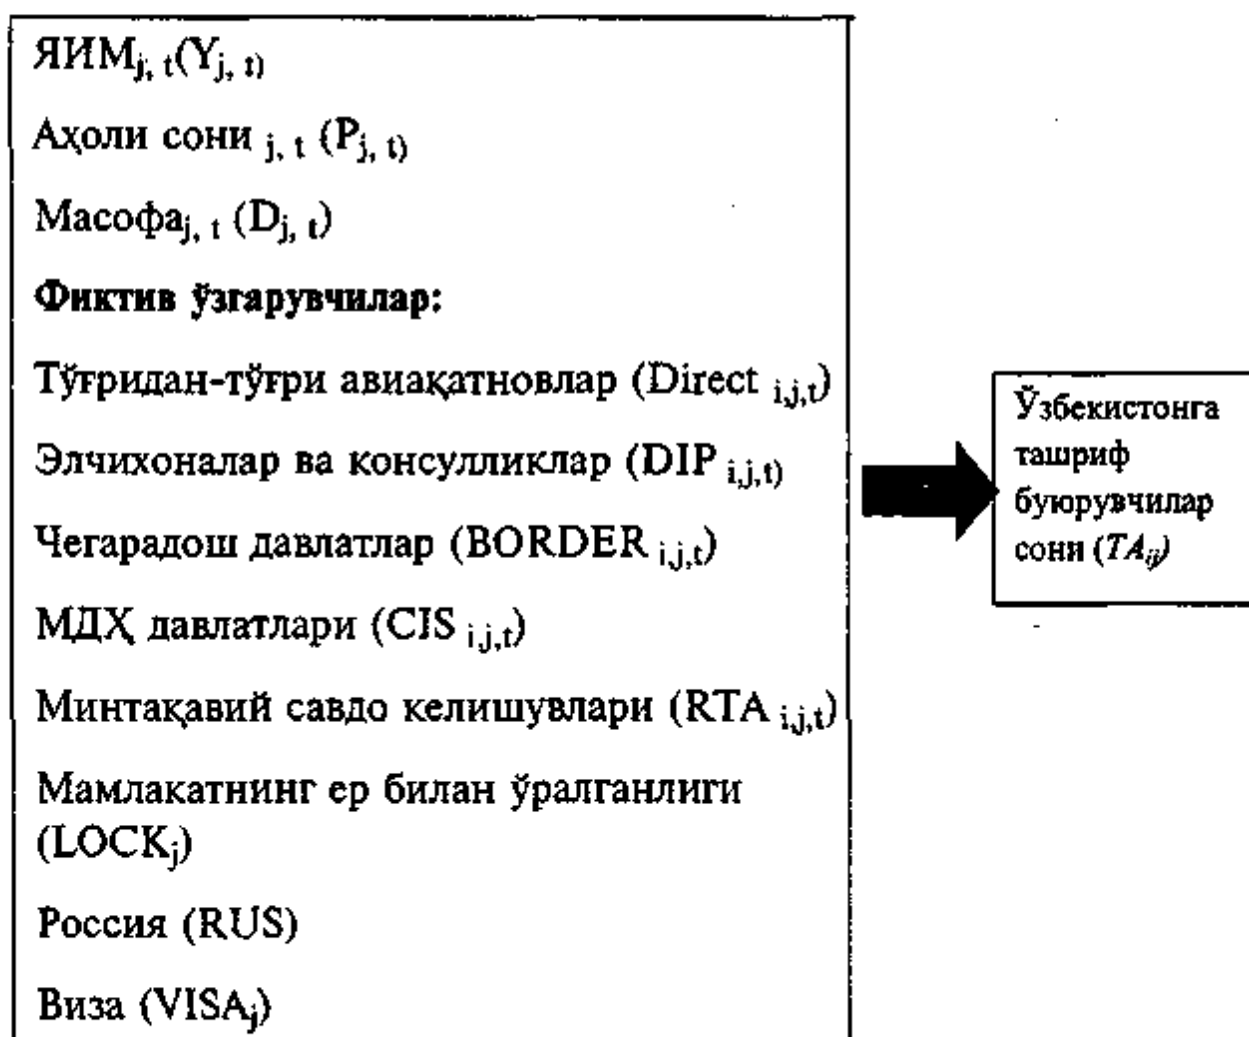 ЯИМj, t(Yj, t)
Аҳоли сони j, t (Pj, t)
Масофаj, t (Dj, t)
Фиктив ўзгарувчилар:
Тўғридан-тўғри авиақатновлар (Direct i,j,t)
Элчихоналар ва консулликлар (DIP i,j,t)
Чегарадош давлатлар (BORDER i,j,t)
МДҲ давлатлари (CIS i,j,t)
Минтақавий савдо келишувлари (RTA i,j,t)
Мамлакатнинг ер билан ўралганлиги
(LOCKj)
Россия (RUS)
Виза (VISAj)
Ўзбекистонга
ташриф
буюрувчилар
сони (TAij)